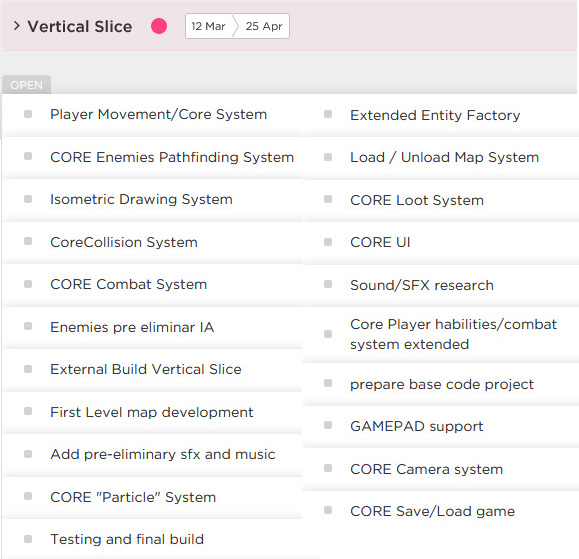 Vertical Slice
12 Mar
25 Apr
OPEN
Player Movement/Core System
CORE Enemies Pathfinding System
Isometric Drawing System
CoreCollision System
CORE Combat System
Enemies pre eliminar IA
External Build Vertical Slice
First Level map development
Add pre-eliminary sfx and music
CORE "Particle" System
Testing and final build
Extended Entity Factory
Load / Unload Map System
CORE Loot System
CORE UI
Sound/SFX research
Core Player habilities/combat
system extended
prepare base code project
GAMEPAD support
CORE Camera system
CORE Save/Load game